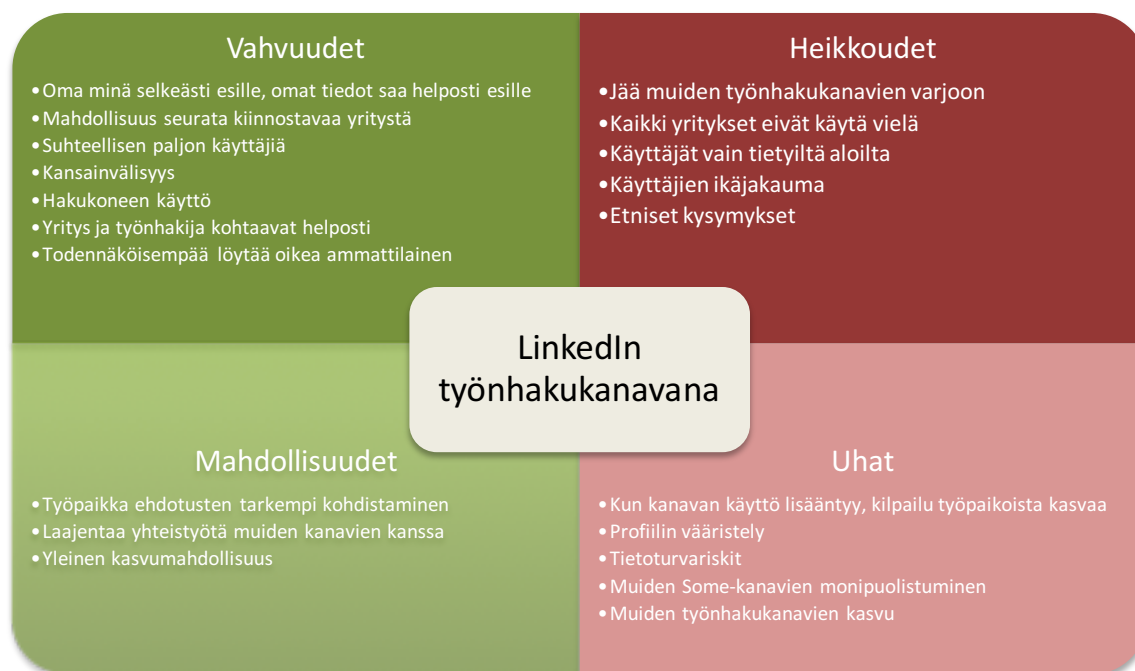 Vahvuudet
•Oma minä selkeästi esille, omat tiedot saa helposti esille
•Mahdollisuus seurata kiinnostavaa yritystä
•Suhteellisen paljon käyttäjiä
•Kansainvälisyys
•Hakukoneen käyttö
•Yritys ja työnhakija kohtaavat helposti
•Todennäköisempää löytää oikea ammattilainen
Heikkoudet
•Jää muiden työnhakukanavien varjoon
•Kaikki yritykset eivät käytä vielä
•Käyttäjät vain tietyiltä aloilta
•Käyttäjien ikäjakauma
•Etniset kysymykset
LinkedIn
työnhakukanavana
Mahdollisuudet
•Työpaikka ehdotusten tarkempi kohdistaminen
•Laajentaa yhteistyötä muiden kanavien kanssa
•Yleinen kasvumahdollisuus
Uhat
•Kun kanavan käyttö lisääntyy, kilpailu työpaikoista kasvaa
•Profiilin vääristely
•Tietoturvariskit
•Muiden Some-kanavien monipuolistuminen
•Muiden työnhakukanavien kasvu